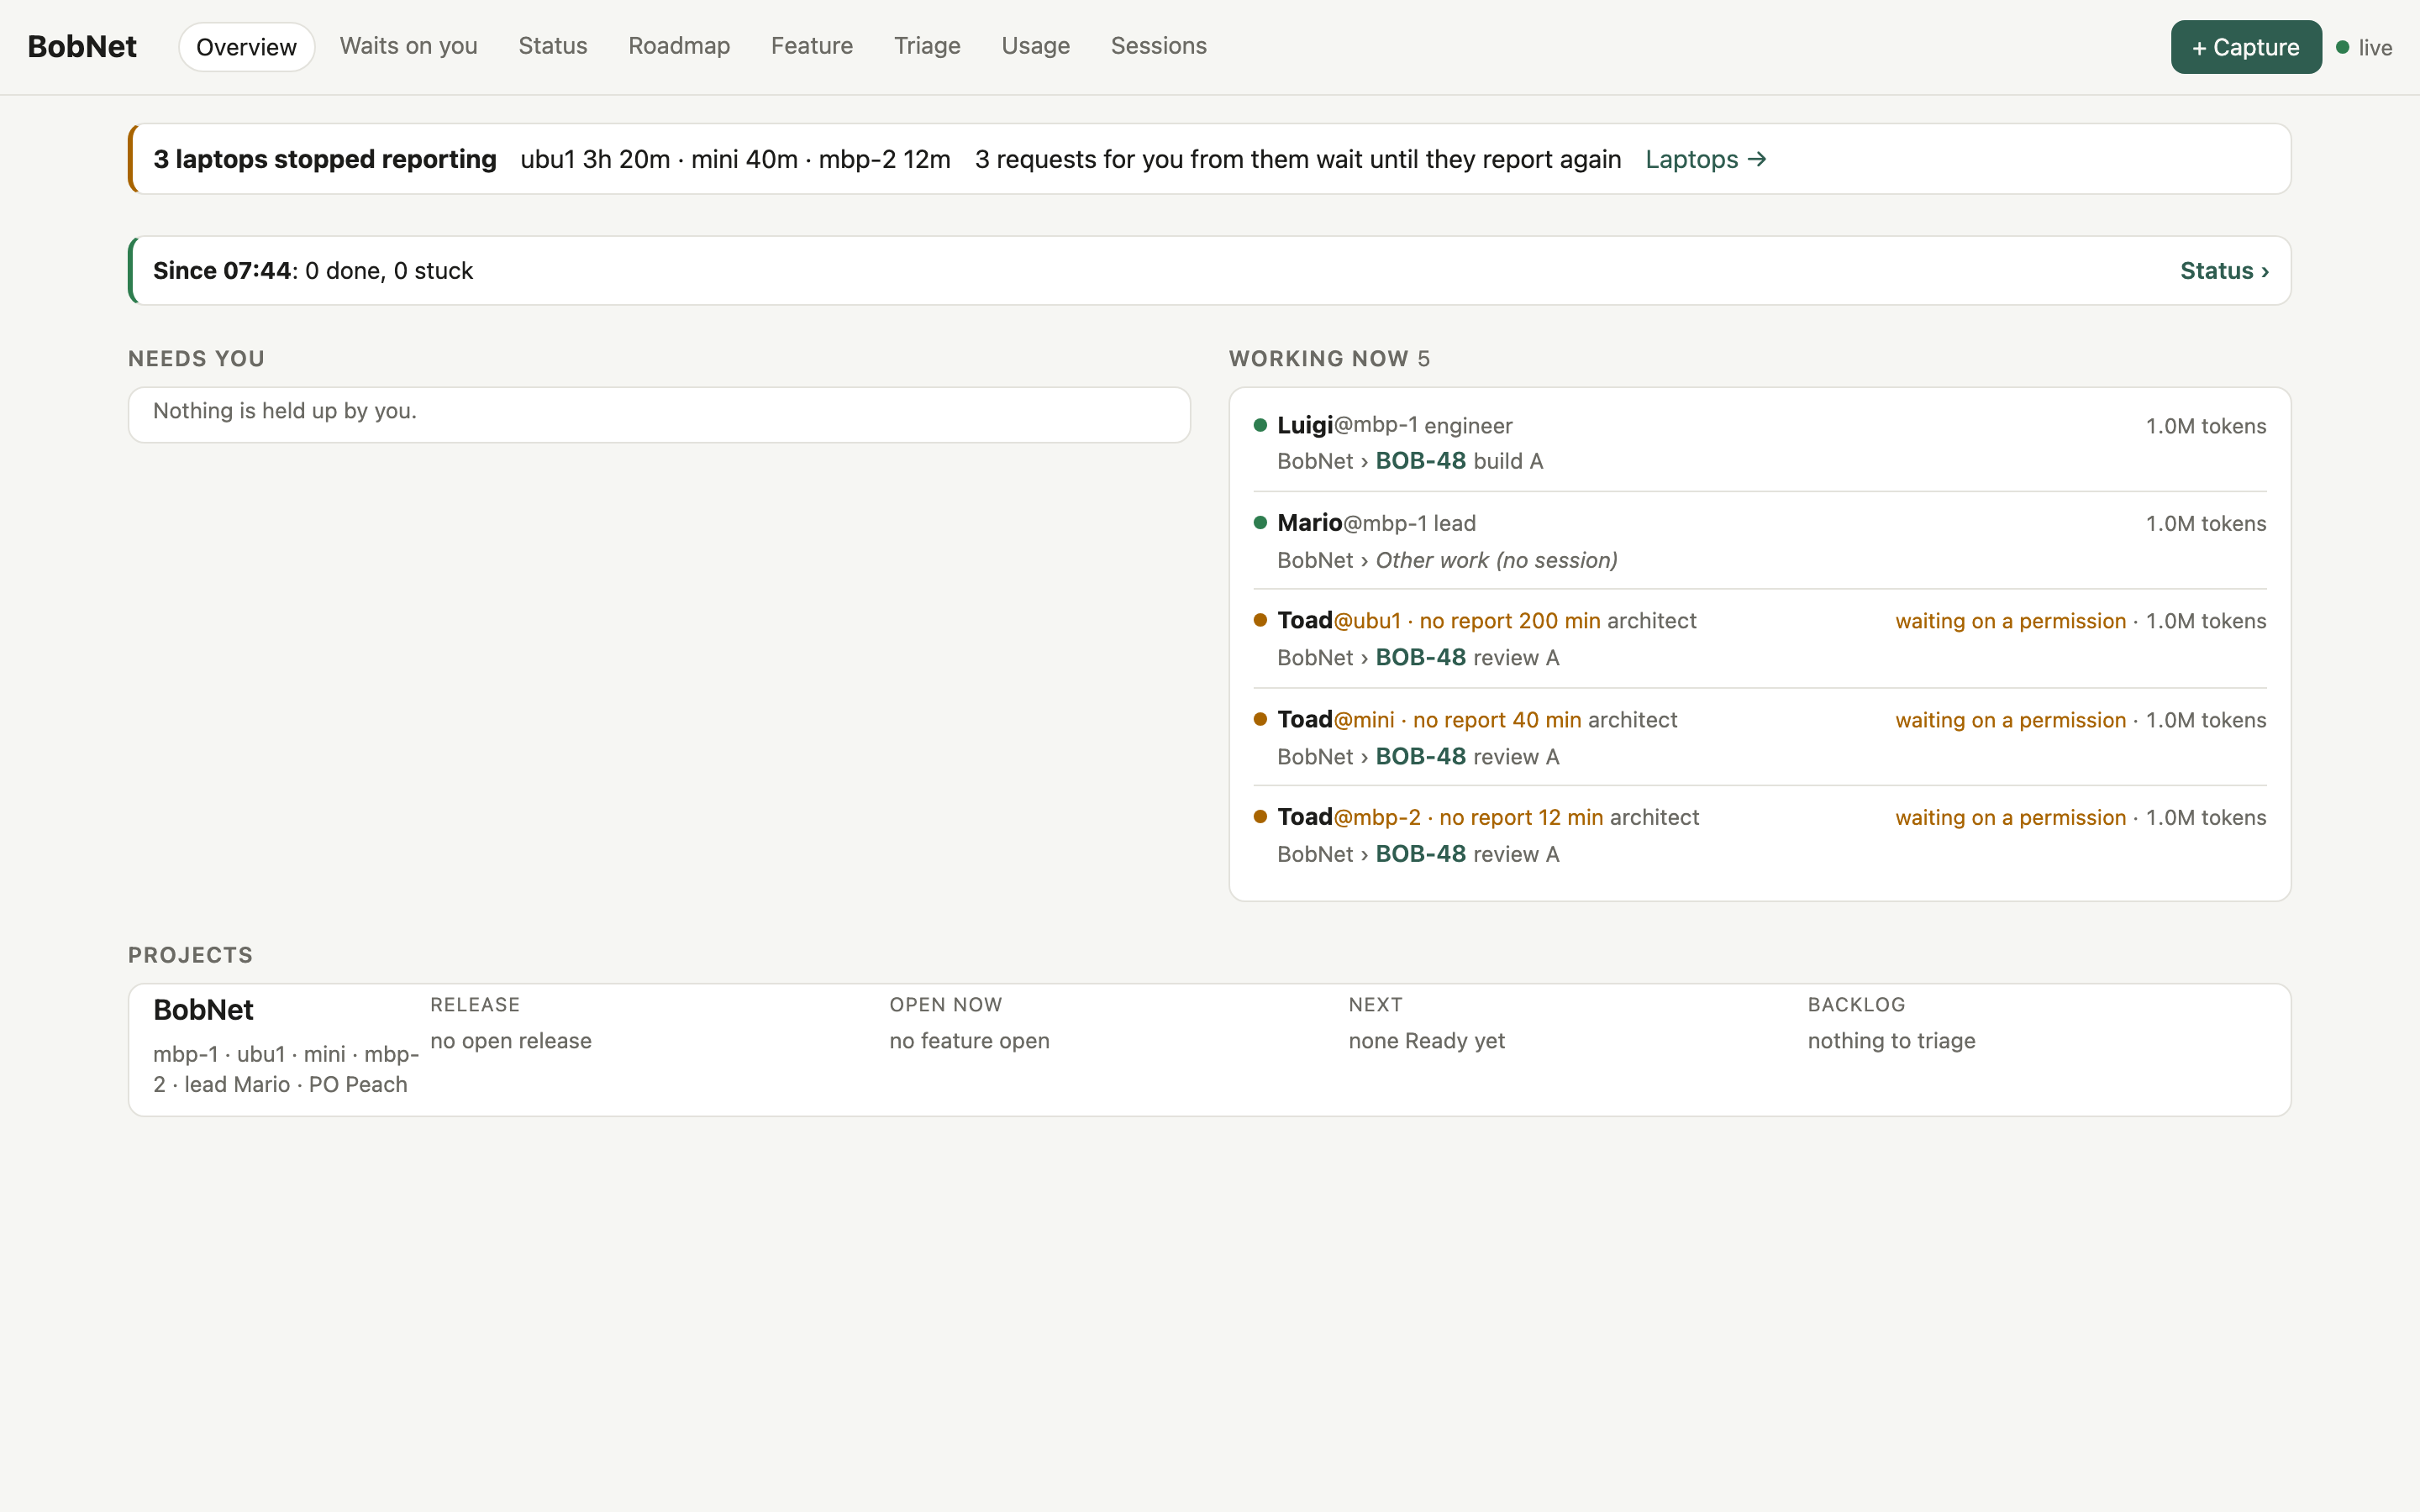 BobNet Overview Waits on you Status Roadmap Feature Triage Usage Sessions + Capture live
3 laptops stopped reporting ubu1 3h 20m · mini 40m · mbp-2 12m 3 requests for you from them wait until they report again Laptops →
Since 07:44: 0 done, 0 stuck Status ›
NEEDS YOU
Nothing is held up by you.
WORKING NOW 5
Luigi@mbp-1 engineer 1.0M tokens
BobNet › BOB-48 build A
Mario@mbp-1 lead 1.0M tokens
BobNet › Other work (no session)
Toad@ubu1 · no report 200 min architect waiting on a permission · 1.0M tokens
BobNet › BOB-48 review A
Toad@mini · no report 40 min architect waiting on a permission · 1.0M tokens
BobNet › BOB-48 review A
Toad@mbp-2 · no report 12 min architect waiting on a permission · 1.0M tokens
BobNet › BOB-48 review A
PROJECTS
BobNet
mbp-1 · ubu1 · mini · mbp-
2 · lead Mario · PO Peach
RELEASE
no open release
OPEN NOW
no feature open
NEXT
none Ready yet
BACKLOG
nothing to triage